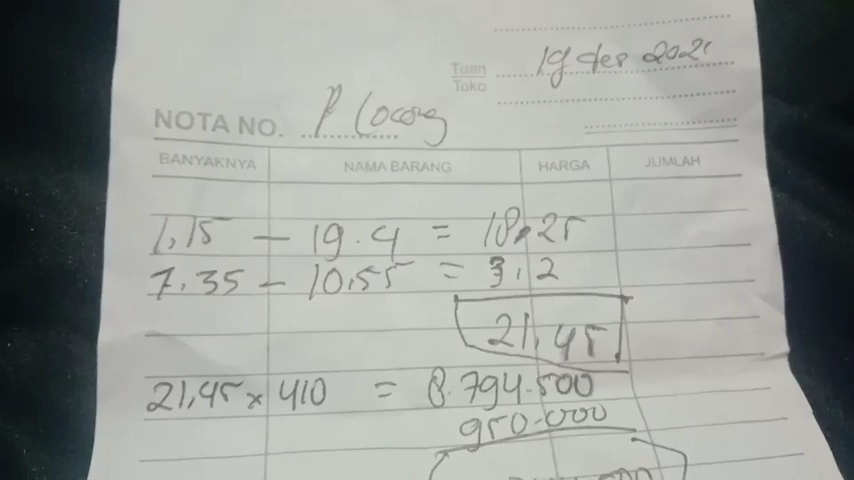 Tuan 19 des 2021
Toko
NOTA NO. P Locong
BANYAKNYA NAMA BARANG HARGA JUMLAH
1,15 - 19.4 = 18,25
7.35 - 10,55 = 3,2
21,45
21,45 x 410 = 8.794.500
950.000